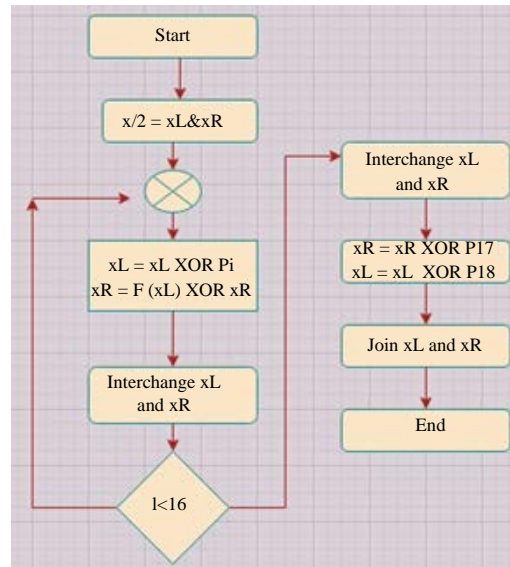 Start
x/2 = xL&xR
xL = xL XOR Pi
xR = F (xL) XOR xR
Interchange xL
and xR
l<16
Interchange xL
and xR
xR = xR XOR P17
xL = xL XOR P18
Join xL and xR
End